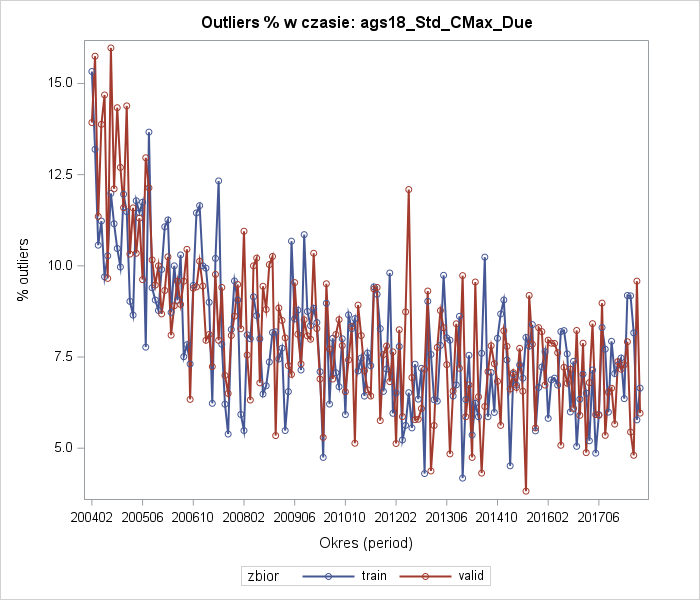 Outliers % w czasie: ags18_Std_CMax_Due
% outliers
15.0
12.5
10.0
7.5
5.0
200402 200506 200610 200802 200906 201010 201202 201306 201410 201602 201706
Okres (period)
zbior train valid